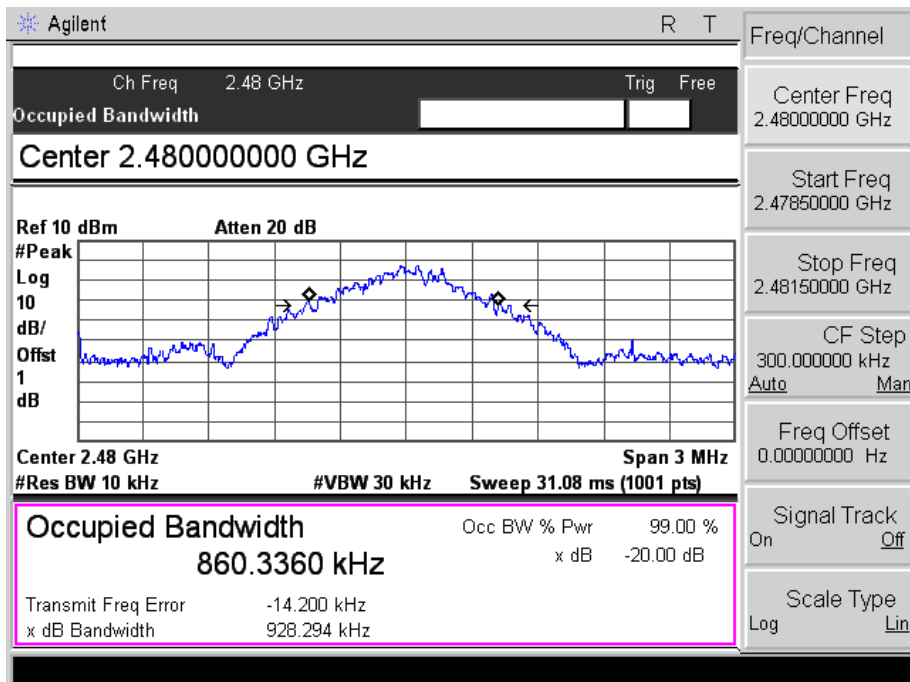 Agilent R T
Ch Freq 2.48 GHz Trig Free
Occupied Bandwidth
Center 2.480000000 GHz
Ref 10 dBm Atten 20 dB
#Peak
Log
10
dB/
Offst
1
dB
Center 2.48 GHz Span 3 MHz
#Res BW 10 kHz #VBW 30 kHz Sweep 31.08 ms (1001 pts)
Occupied Bandwidth Occ BW % Pwr 99.00 %
860.3360 kHz x dB -20.00 dB
Transmit Freq Error -14.200 kHz
x dB Bandwidth 928.294 kHz
Freq/Channel
Center Freq
2.48000000 GHz
Start Freq
2.47850000 GHz
Stop Freq
2.48150000 GHz
CF Step
300.000000 kHz
Auto Man
Freq Offset
0.00000000 Hz
Signal Track
On Off
Scale Type
Log Lin